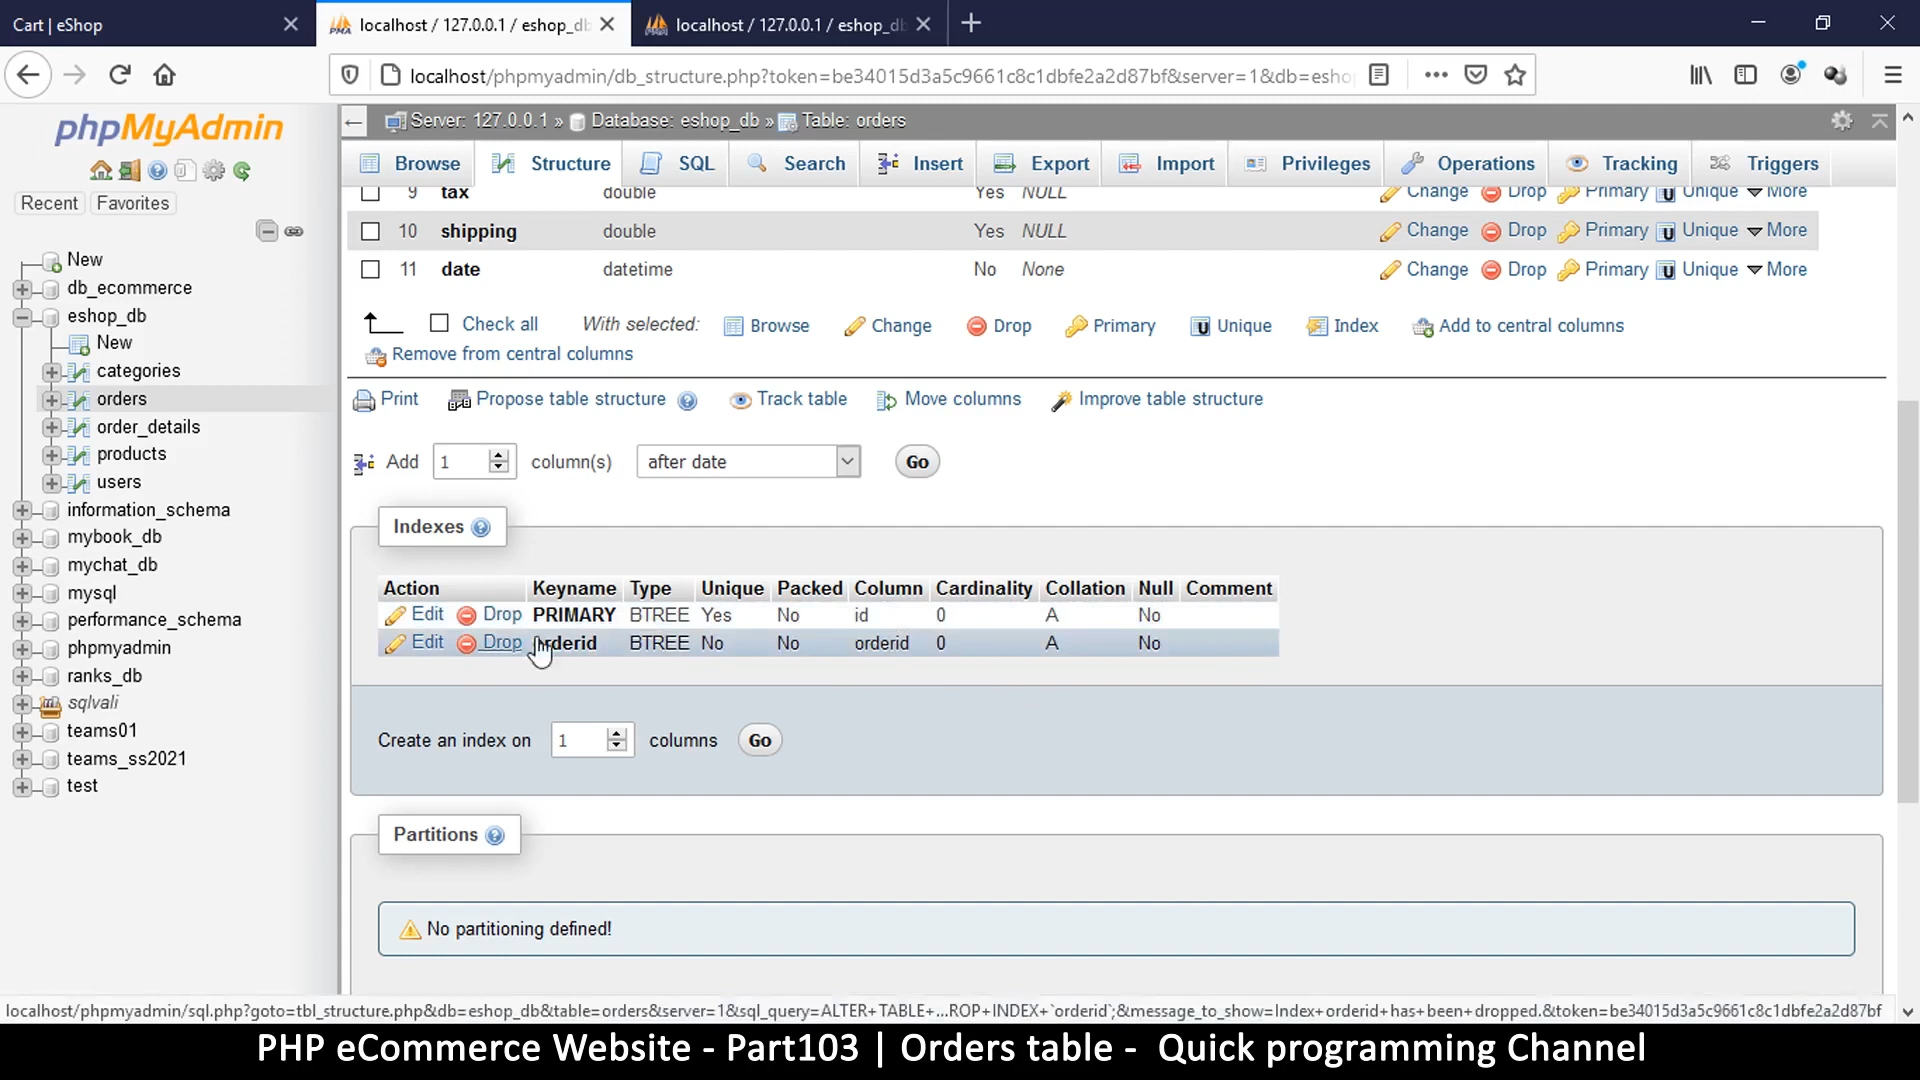 Cart | eShop
localhost / 127.0.0.1 / eshop_db
localhost / 127.0.0.1 / eshop_db
localhost/phpmyadmin/db_structure.php?token=be34015d3a5c9661c8c1dbfe2a2d87bf&server=1&db=esho
phpMyAdmin
Recent Favorites
New
db_ecommerce
eshop_db
New
categories
orders
order_details
products
users
information_schema
mybook_db
mychat_db
mysql
performance_schema
phpmyadmin
ranks_db
sqlvali
teams01
teams_ss2021
test
Server: 127.0.0.1 » Database: eshop_db » Table: orders
Browse Structure SQL Search Insert Export Import Privileges Operations Tracking Triggers
9 tax double Yes NULL Change Drop Primary Unique More
10 shipping double Yes NULL Change Drop Primary Unique More
11 date datetime No None Change Drop Primary Unique More
Check all With selected: Browse Change Drop Primary Unique Index Add to central columns
Remove from central columns
Print Propose table structure Track table Move columns Improve table structure
Add 1 column(s) after date Go
Indexes
Action Keyname Type Unique Packed Column Cardinality Collation Null Comment
Edit Drop PRIMARY BTREE Yes No id 0 A No
Edit Drop orderid BTREE No No orderid 0 A No
Create an index on 1 columns Go
Partitions
No partitioning defined!
localhost/phpmyadmin/sql.php?goto=tbl_structure.php&db=eshop_db&table=orders&server=1&sql_query=ALTER+TABLE+...ROP+INDEX+`orderid`;&message_to_show=Index+orderid+has+been+dropped.&token=be34015d3a5c9661c8c1dbfe2a2d87bf
PHP eCommerce Website - Part103 | Orders table - Quick programming Channel